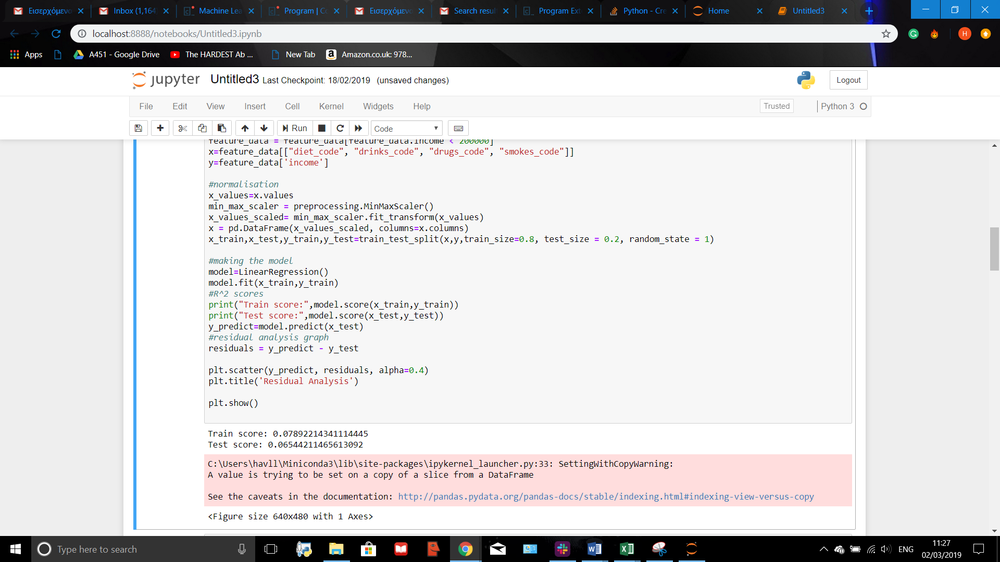 Εισερχόμενο
Inbox (1,164
Machine Lea
Program | Co
Εισερχόμενο
Search resul
Program Ext
Python - Cre
Home
Untitled3
localhost:8888/notebooks/Untitled3.ipynb
H
Apps
A451 - Google Drive
The HARDEST Ab ...
New Tab
Amazon.co.uk: 978...
jupyter Untitled3 Last Checkpoint: 18/02/2019 (unsaved changes)
Logout
File Edit View Insert Cell Kernel Widgets Help
Trusted
Python 3
Run
Code
feature_data = feature_data[feature_data.income < 200000]
x=feature_data[["diet_code", "drinks_code", "drugs_code", "smokes_code"]]
y=feature_data['income']
#normalisation
x_values=x.values
min_max_scaler = preprocessing.MinMaxScaler()
x_values_scaled= min_max_scaler.fit_transform(x_values)
x = pd.DataFrame(x_values_scaled, columns=x.columns)
x_train,x_test,y_train,y_test=train_test_split(x,y,train_size=0.8, test_size = 0.2, random_state = 1)
#making the model
model=LinearRegression()
model.fit(x_train,y_train)
#R^2 scores
print("Train score:",model.score(x_train,y_train))
print("Test score:",model.score(x_test,y_test))
y_predict=model.predict(x_test)
#residual analysis graph
residuals = y_predict - y_test
plt.scatter(y_predict, residuals, alpha=0.4)
plt.title('Residual Analysis')
plt.show()
Train score: 0.07892214341114445
Test score: 0.06544211465613092
C:\Users\havll\Miniconda3\lib\site-packages\ipykernel_launcher.py:33: SettingWithCopyWarning:
A value is trying to be set on a copy of a slice from a DataFrame
See the caveats in the documentation: http://pandas.pydata.org/pandas-docs/stable/indexing.html#indexing-view-versus-copy
<Figure size 640x480 with 1 Axes>
Type here to search
ENG
11:27
02/03/2019